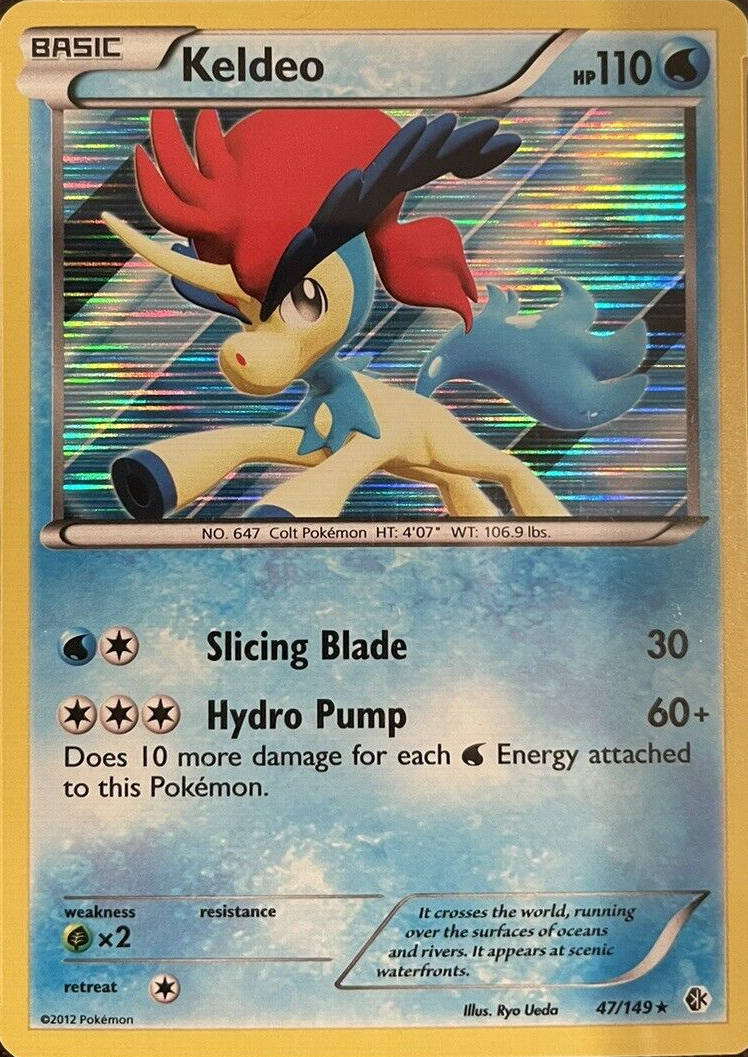 BASIC
Keldeo
HP110
NO. 647 Colt Pokémon HT: 4'07" WT: 106.9 lbs.
Slicing Blade 30
Hydro Pump 60+
Does 10 more damage for each Energy attached
to this Pokémon.
weakness resistance
×2
It crosses the world, running
over the surfaces of oceans
and rivers. It appears at scenic
waterfronts.
retreat
Illus. Ryo Ueda 47/149★
©2012 Pokémon